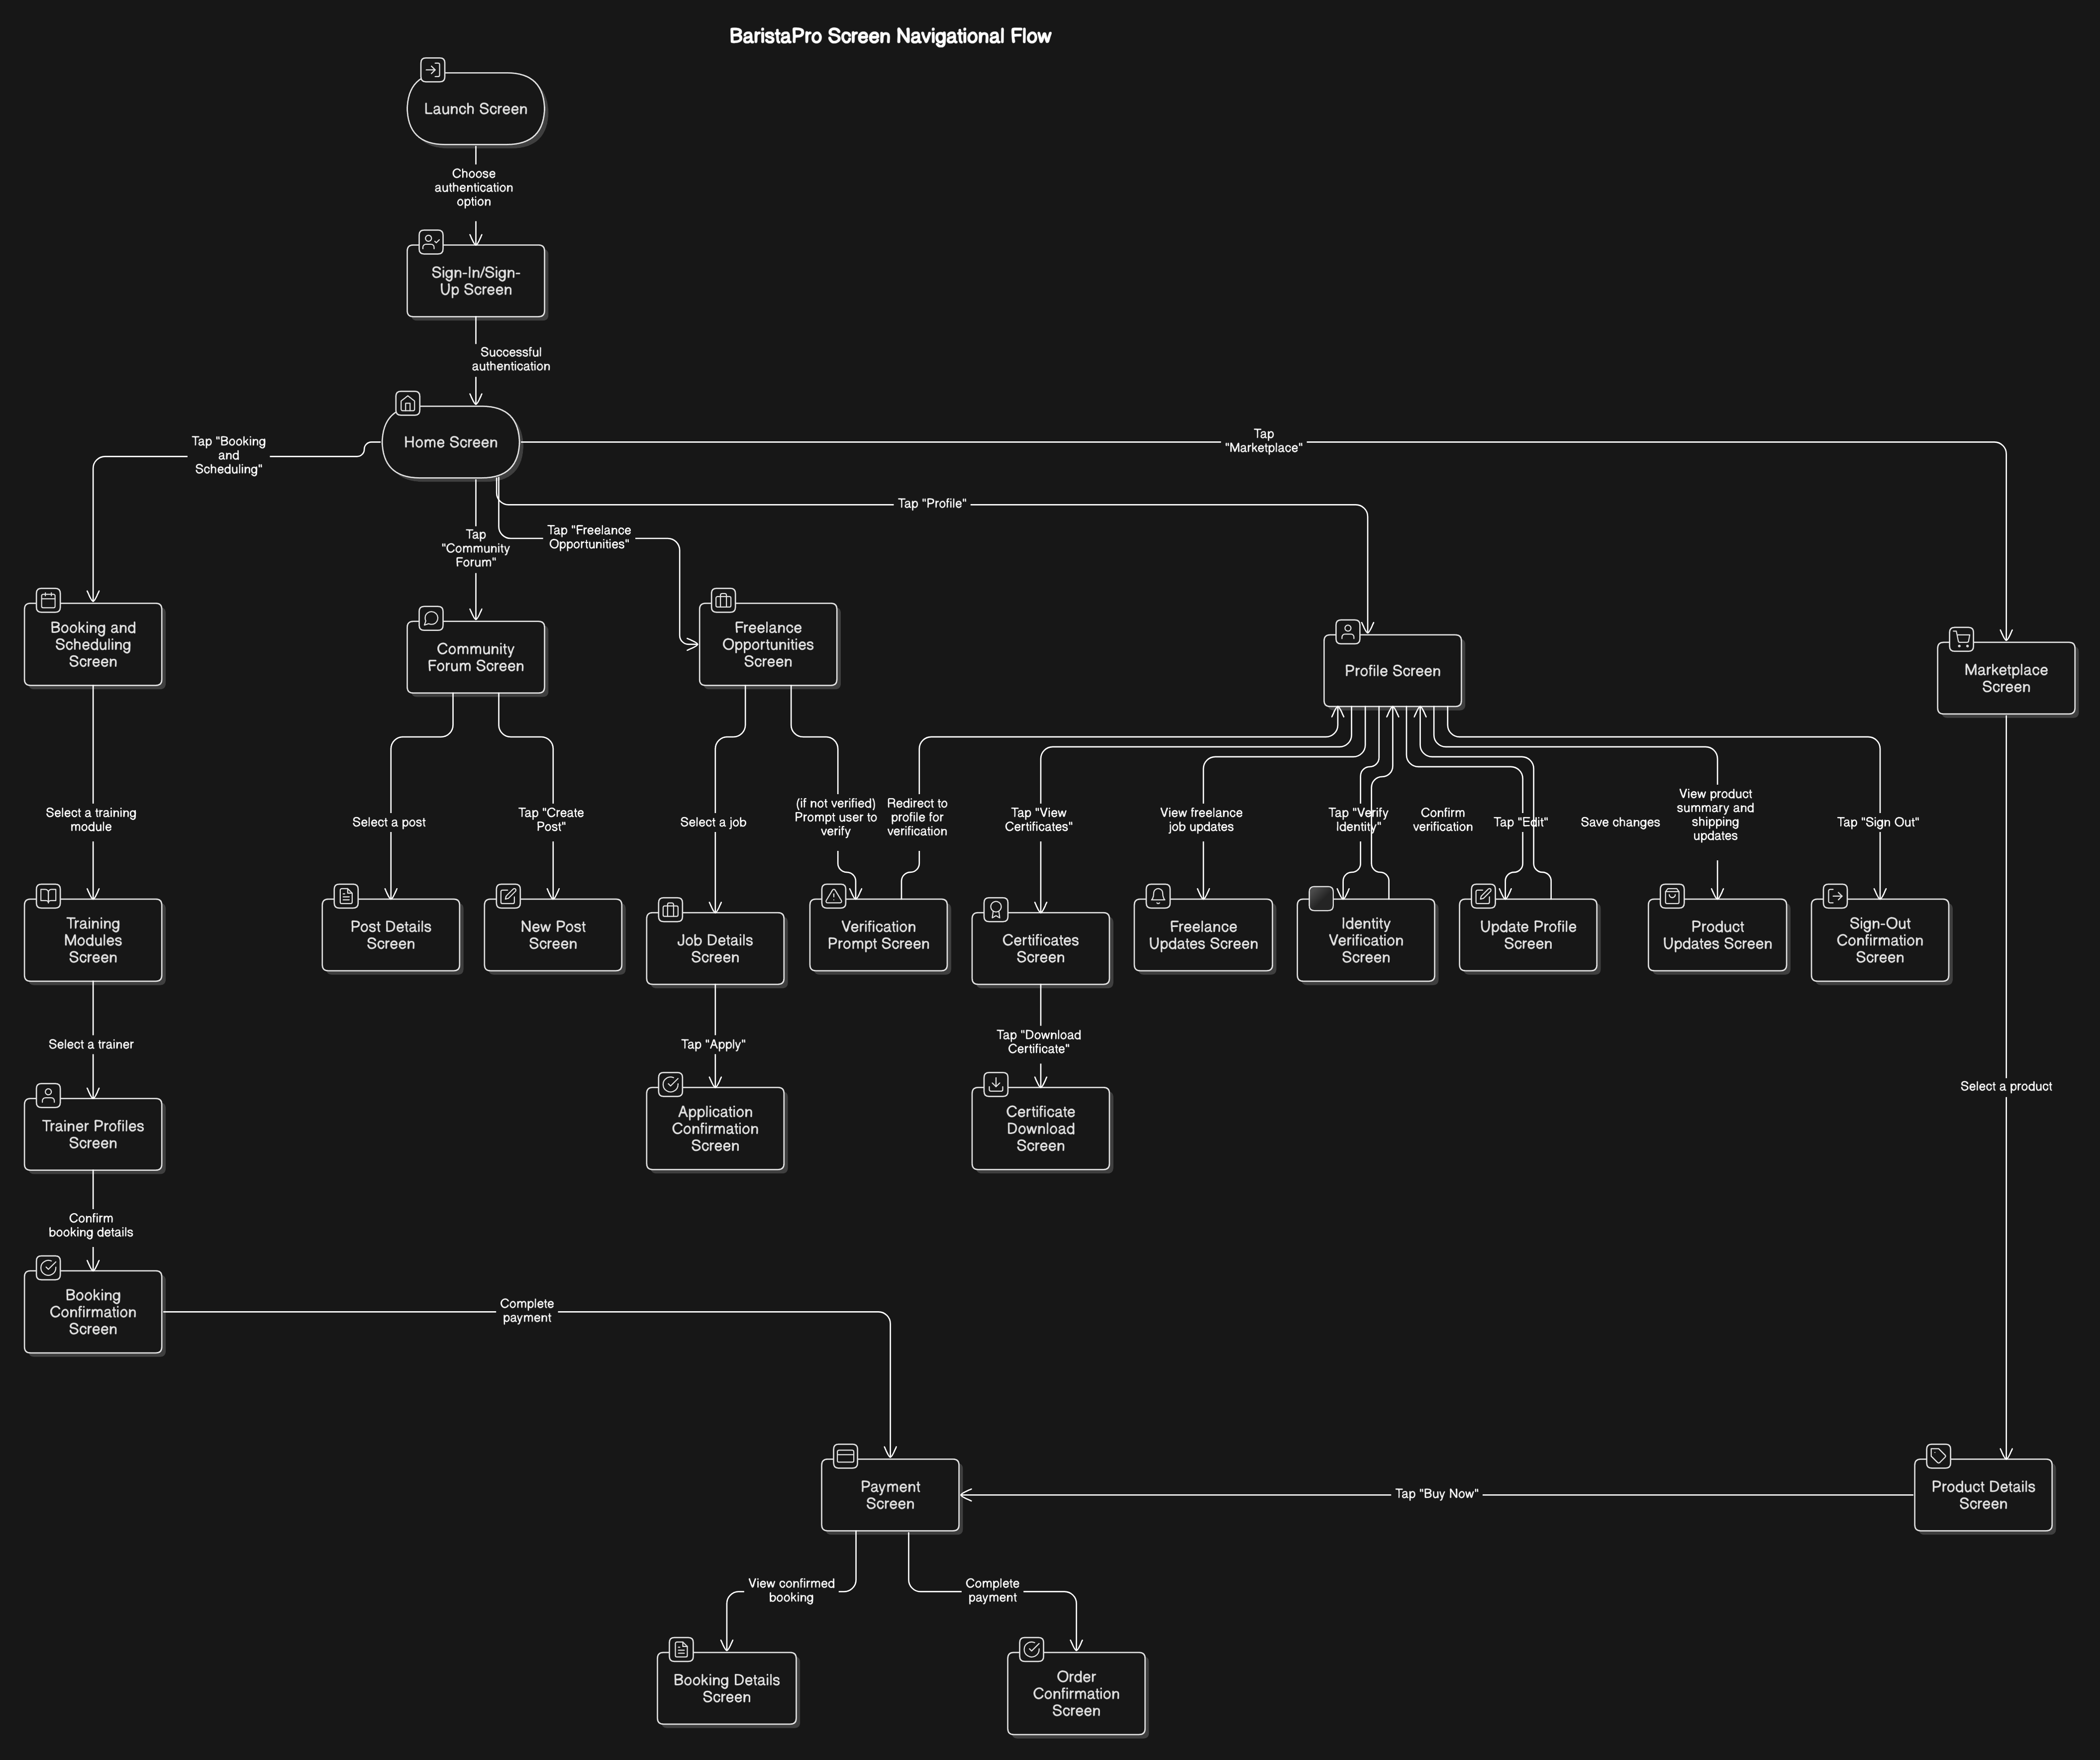 BaristaPro Screen Navigational Flow
Launch Screen
Choose
authentication
option
Sign-In/Sign-
Up Screen
Successful
authentication
Home Screen
Tap "Booking
and
Scheduling"
Tap
"Marketplace"
Tap "Profile"
Tap "Freelance
Opportunities"
Tap
"Community
Forum"
Booking and
Scheduling
Screen
Community
Forum Screen
Freelance
Opportunities
Screen
Profile Screen
Marketplace
Screen
Select a training
module
Select a post
Tap "Create
Post"
Select a job
(if not verified)
Prompt user to
verify
Redirect to
profile for
verification
Tap "View
Certificates"
View freelance
job updates
Tap "Verify
Identity"
Confirm
verification
Tap "Edit"
Save changes
View product
summary and
shipping
updates
Tap "Sign Out"
Training
Modules
Screen
Post Details
Screen
New Post
Screen
Job Details
Screen
Verification
Prompt Screen
Certificates
Screen
Freelance
Updates Screen
Identity
Verification
Screen
Update Profile
Screen
Product
Updates Screen
Sign-Out
Confirmation
Screen
Select a trainer
Tap "Apply"
Tap "Download
Certificate"
Select a product
Trainer Profiles
Screen
Application
Confirmation
Screen
Certificate
Download
Screen
Confirm
booking details
Booking
Confirmation
Screen
Complete
payment
Payment
Screen
Tap "Buy Now"
Product Details
Screen
View confirmed
booking
Complete
payment
Booking Details
Screen
Order
Confirmation
Screen